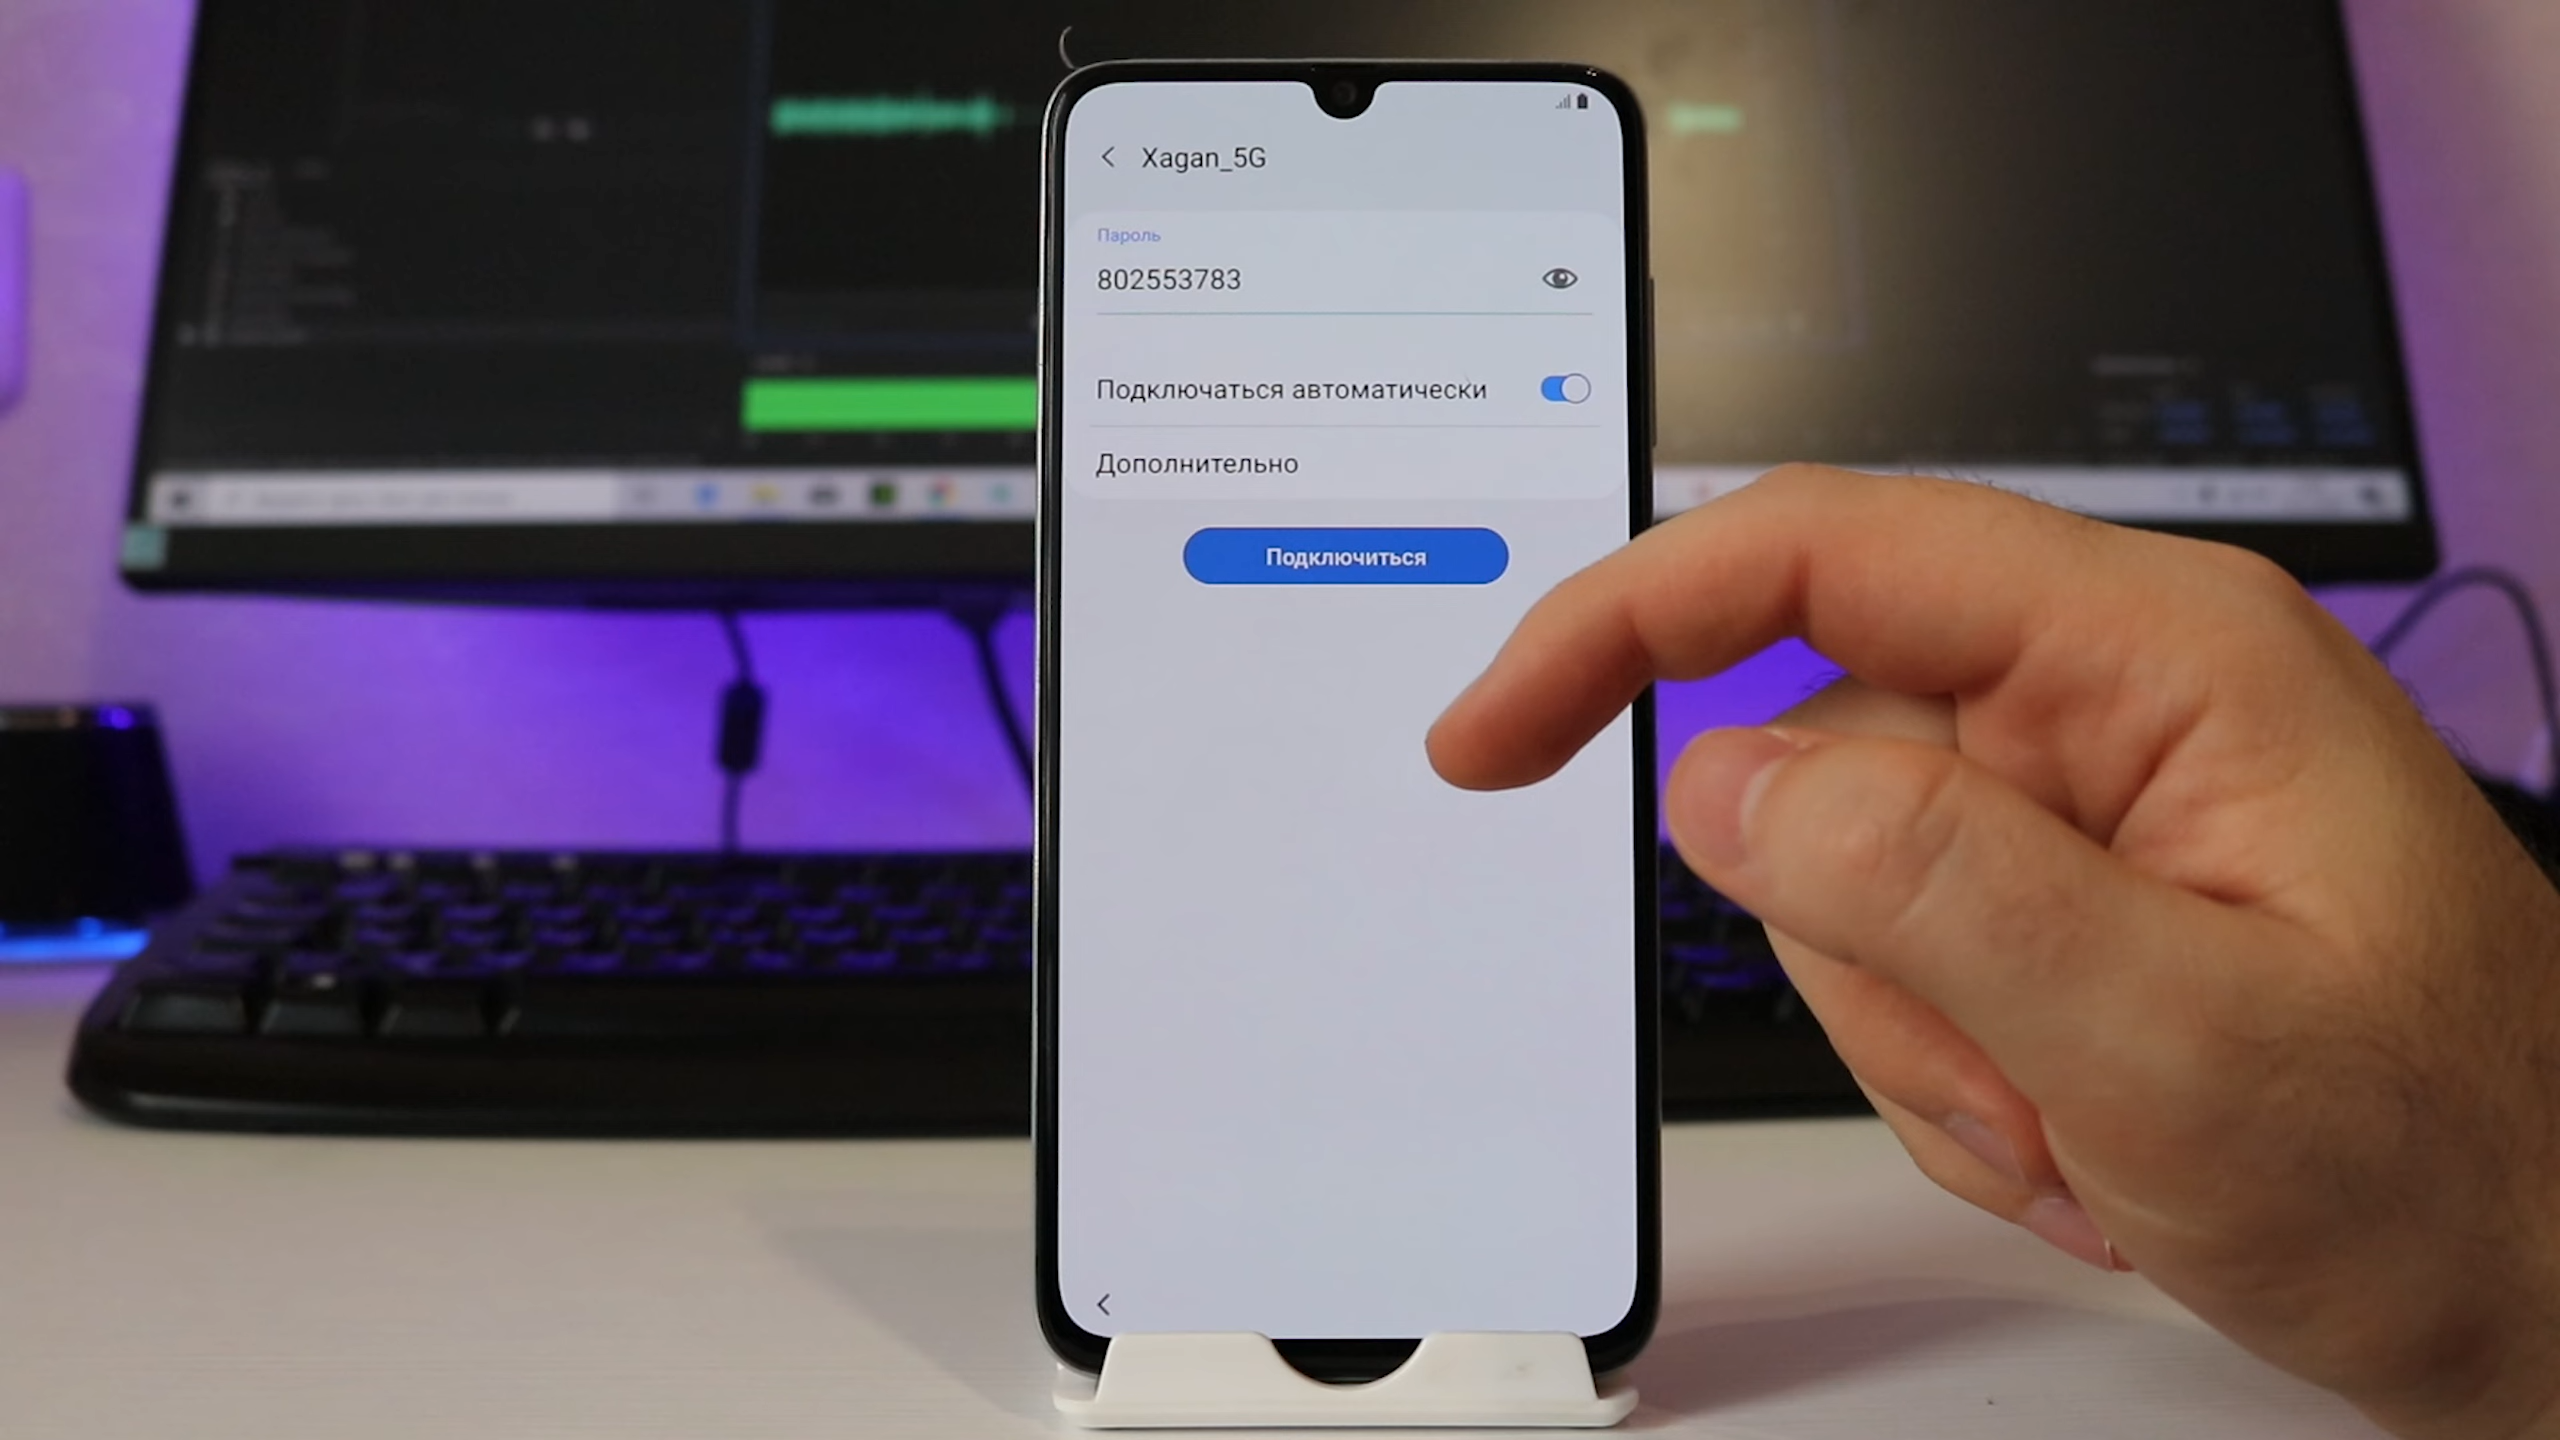 Xagan_5G
Пароль
802553783
Подключаться автоматически
Дополнительно
Подключиться